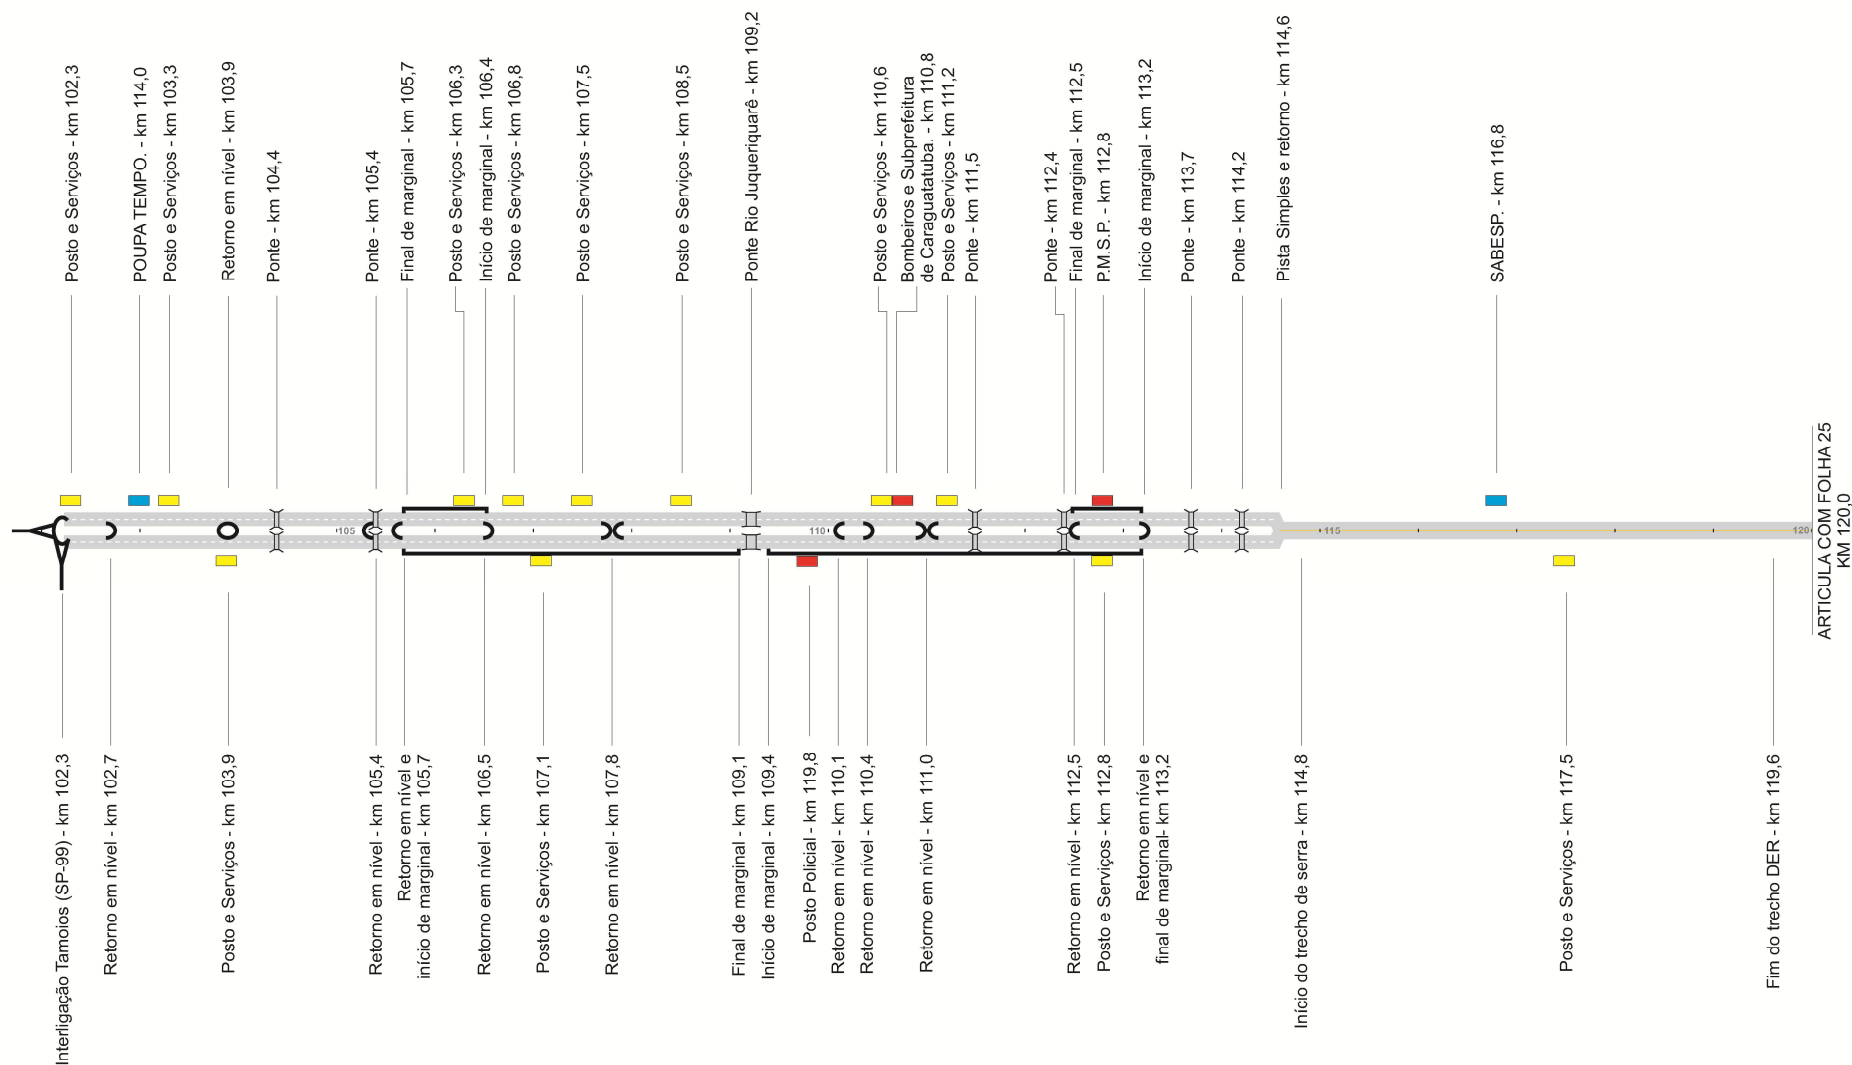 Posto e Serviços - km 102,3
POUPA TEMPO. - km 114,0
Posto e Serviços - km 103,3
Retorno em nível - km 103,9
Ponte - km 104,4
Ponte - km 105,4
Final de marginal - km 105,7
Posto e Serviços - km 106,3
Início de marginal - km 106,4
Posto e Serviços - km 106,8
Posto e Serviços - km 107,5
Posto e Serviços - km 108,5
Ponte Rio Juqueriquarê - km 109,2
Posto e Serviços - km 110,6
Bombeiros e Subprefeitura
de Caraguatatuba. - km 110,8
Posto e Serviços - km 111,2
Ponte - km 111,5
Ponte - km 112,4
Final de marginal - km 112,5
P.M.S.P. - km 112,8
Início de marginal - km 113,2
Ponte - km 113,7
Ponte - km 114,2
Pista Simples e retorno - km 114,6
SABESP. - km 116,8
105
110
115
120
ARTICULA COM FOLHA 25
KM 120,0
Interligação Tamoios (SP-99) - km 102,3
Retorno em nível - km 102,7
Posto e Serviços - km 103,9
Retorno em nível - km 105,4
Retorno em nível e
início de marginal - km 105,7
Retorno em nível - km 106,5
Posto e Serviços - km 107,1
Retorno em nível - km 107,8
Final de marginal - km 109,1
Início de marginal - km 109,4
Posto Policial - km 119,8
Retorno em nível - km 110,1
Retorno em nível - km 110,4
Retorno em nível - km 111,0
Retorno em nível - km 112,5
Posto e Serviços - km 112,8
Retorno em nível e
final de marginal- km 113,2
Início do trecho de serra - km 114,8
Posto e Serviços - km 117,5
Fim do trecho DER - km 119,6